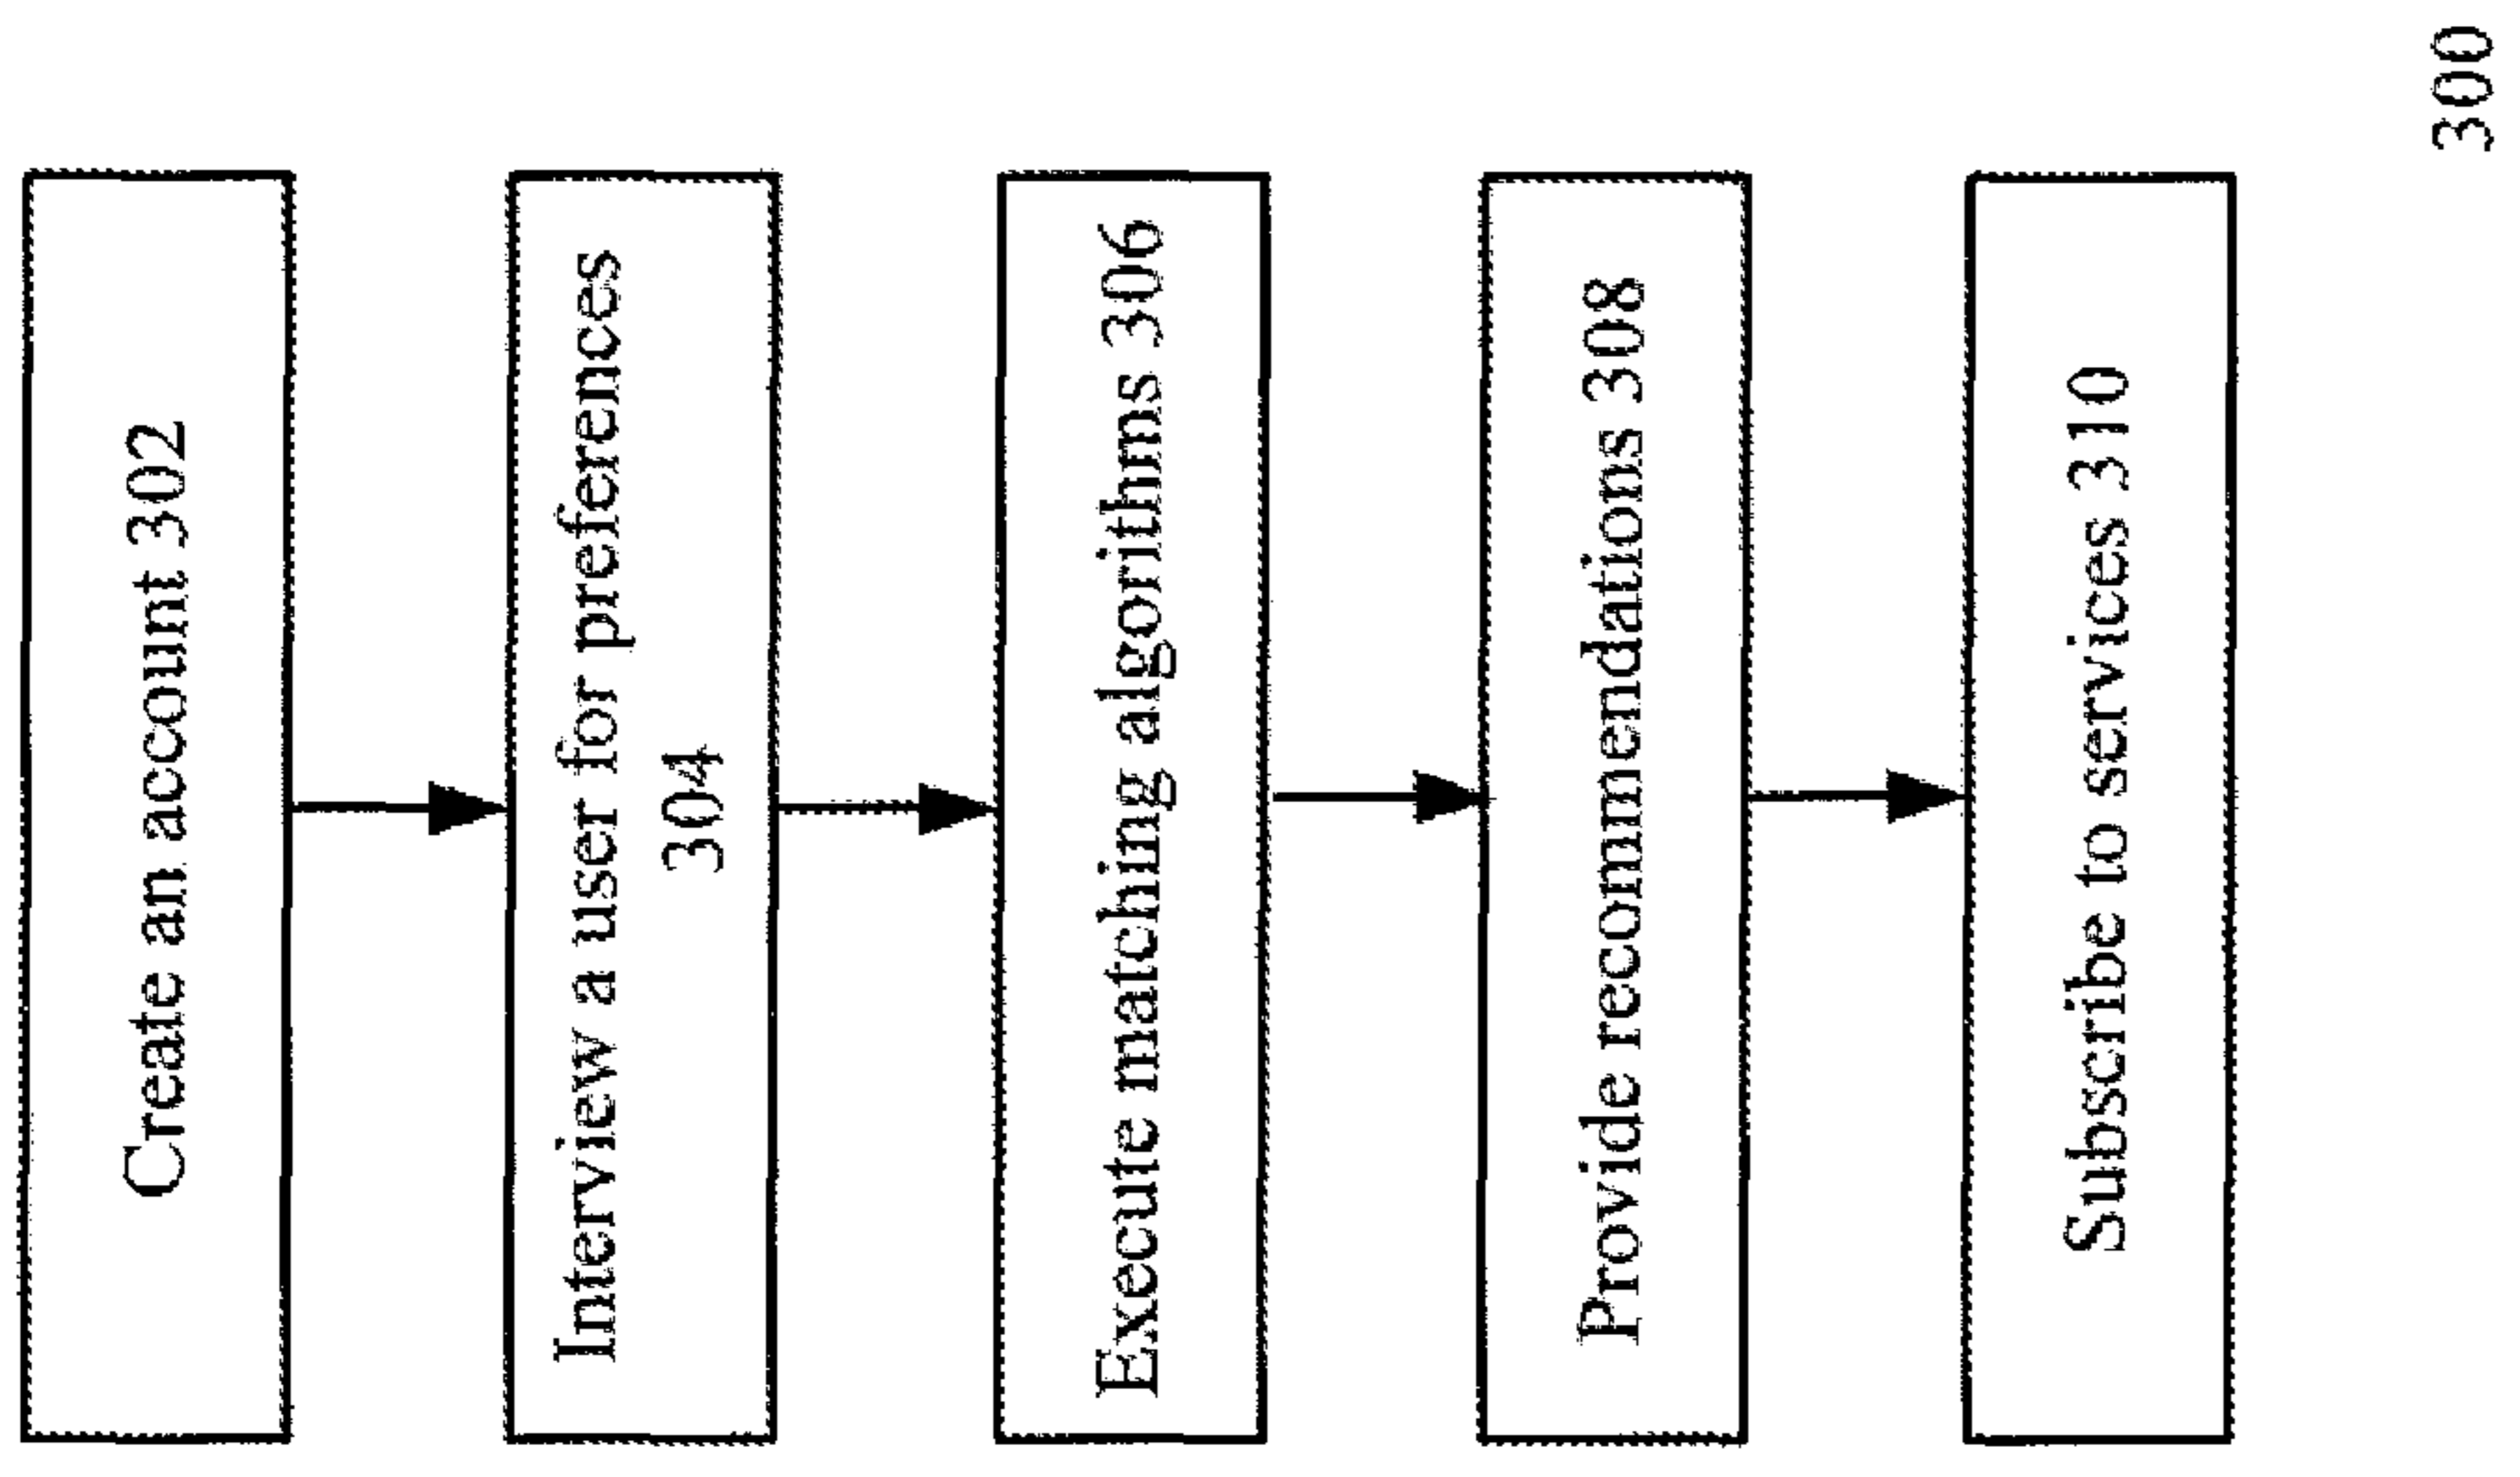 Create an account 302
Interview a user for preferences
304
Execute matching algorithms 306
Provide recommendations 308
Subscribe to services 310
300